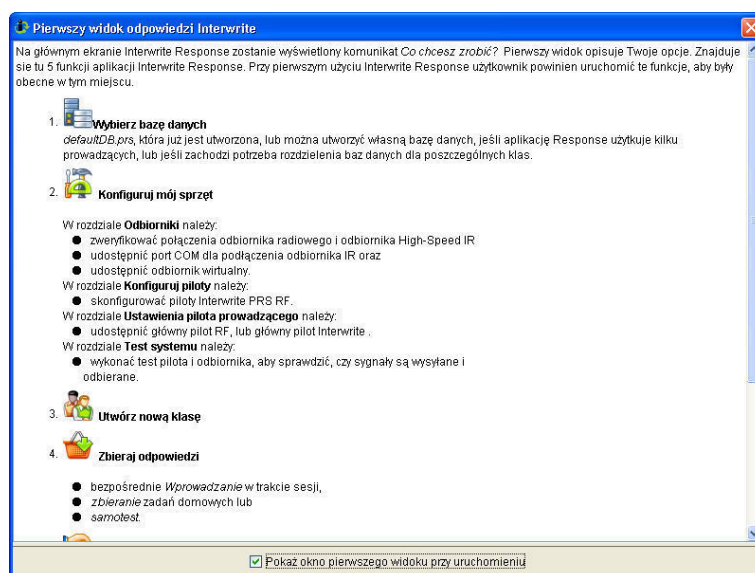 Pierwszy widok odpowiedzi Interwrite
Na głównym ekranie Interwrite Response zostanie wyświetlony komunikat Co chcesz zrobić? Pierwszy widok opisuje Twoje opcje. Znajduje
sie tu 5 funkcji aplikacji Interwrite Response. Przy pierwszym użyciu Interwrite Response użytkownik powinien uruchomić te funkcje, aby były
obecne w tym miejscu.
1. Wybierz bazę danych
defaultDB.prs, która już jest utworzona, lub można utworzyć własną bazę danych, jeśli aplikację Response użytkuje kilku
prowadzących, lub jeśli zachodzi potrzeba rozdzielenia baz danych dla poszczególnych klas.
2. Konfiguruj mój sprzęt
W rozdziale Odbiorniki należy:
● zweryfikować połączenia odbiornika radiowego i odbiornika High-Speed IR
● udostępnić port COM dla podłączenia odbiornika IR oraz
● udostępnić odbiornik wirtualny.
W rozdziale Konfiguruj piloty należy:
● skonfigurować piloty Interwrite PRS RF.
W rozdziale Ustawienia pilota prowadzącego należy:
● udostępnić główny pilot RF, lub główny pilot Interwrite .
W rozdziale Test systemu należy:
● wykonać test pilota i odbiornika, aby sprawdzić, czy sygnały są wysyłane i
odbierane.
3. Utwórz nową klasę
4. Zbieraj odpowiedzi
● bezpośrednie Wprowadzanie w trakcie sesji,
● zbieranie zadań domowych lub
● samotest.
Pokaż okno pierwszego widoku przy uruchomieniu